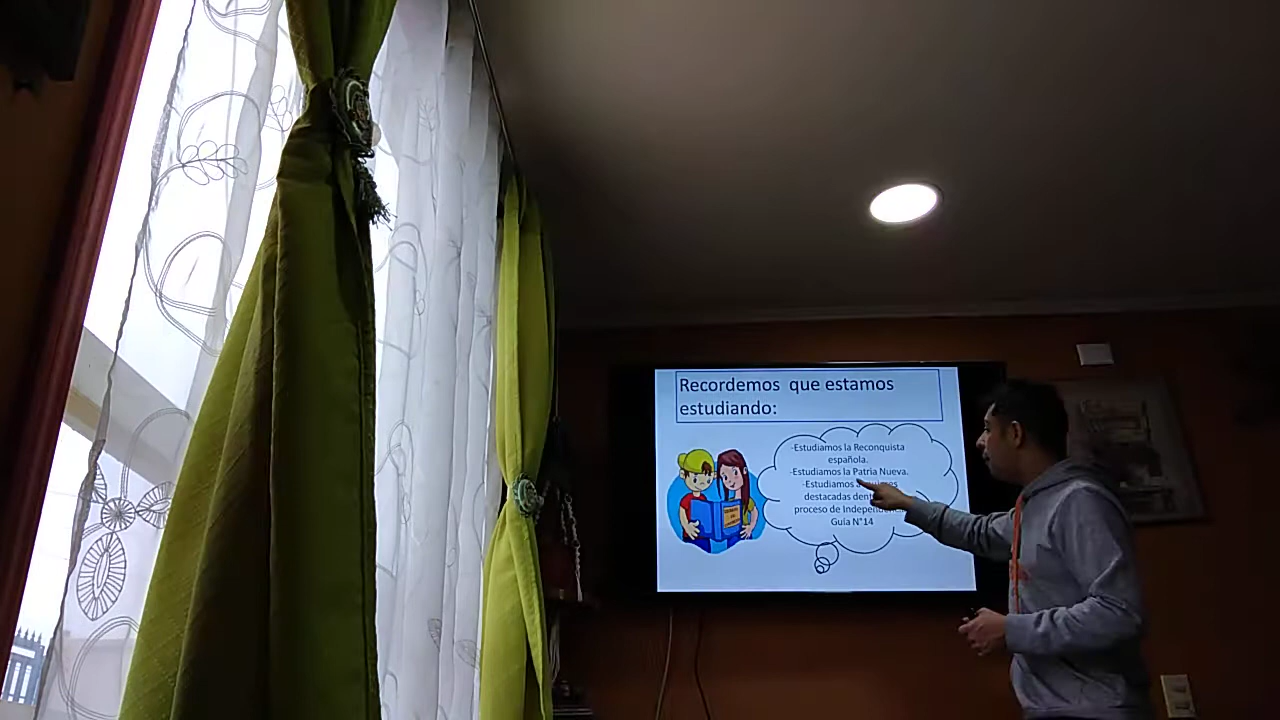 Recordemos que estamos
estudiando:
-Estudiamos la Reconquista
española.
-Estudiamos la Patria Nueva.
-Estudiamos a
destacadas
proceso de
Guía N°14